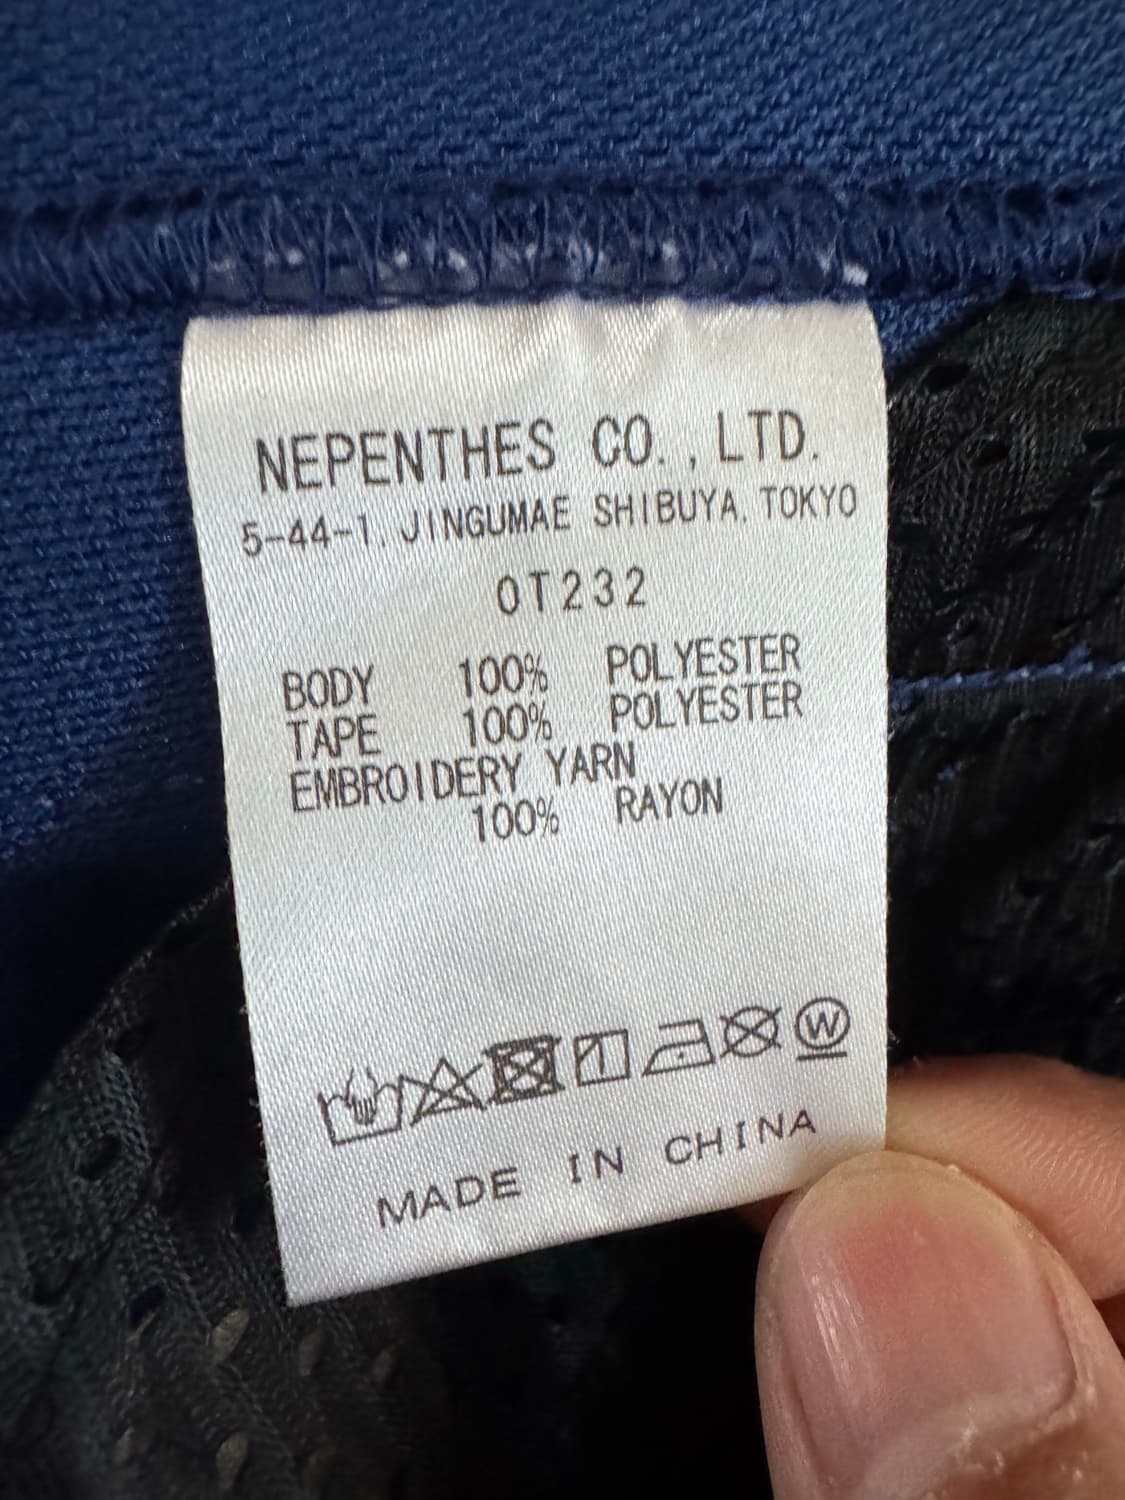 NEPENTHES CO.,LTD.
5-44-1, JINGUMAE SHIBUYA, TOKYO
OT232
BODY 100% POLYESTER
TAPE 100% POLYESTER
EMBROIDERY YARN
100% RAYON
W
MADE IN CHINA